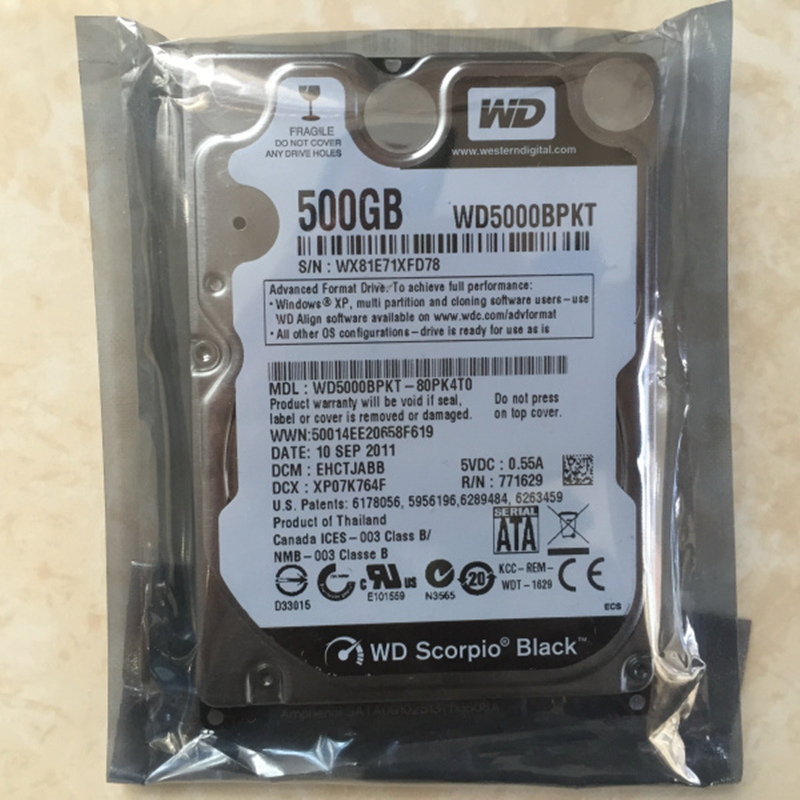 FRAGILE
DO NOT COVER
ANY DRIVE HOLES
WD
www.westerndigital.com
500GB
WD5000BPKT
S/N : WX81E71XFD78
Advanced Format Drive. To achieve full performance:
• Windows® XP, multi partition and cloning software users – use
WD Align software available on www.wdc.com/advformat
• All other OS configurations – drive is ready for use as is
MDL : WD5000BPKT – 80PK4T0
Product warranty will be void if seal,
label or cover is removed or damaged.
Do not press
on top cover.
WWN:50014EE20658F619
DATE: 10 SEP 2011
DCM : EHCTJABB
5VDC : 0.55A
DCX : XP07K764F
R/N : 771629
U.S. Patents: 6178056, 5956196,6289484, 6263459
Product of Thailand
Canada ICES – 003 Class B/
NMB – 003 Classe B
SERIAL
ATA
D33015
c RU us
E101559
N3565
20
KCC – REM –
WDT – 1629
CE
ECS
WD Scorpio® Black™